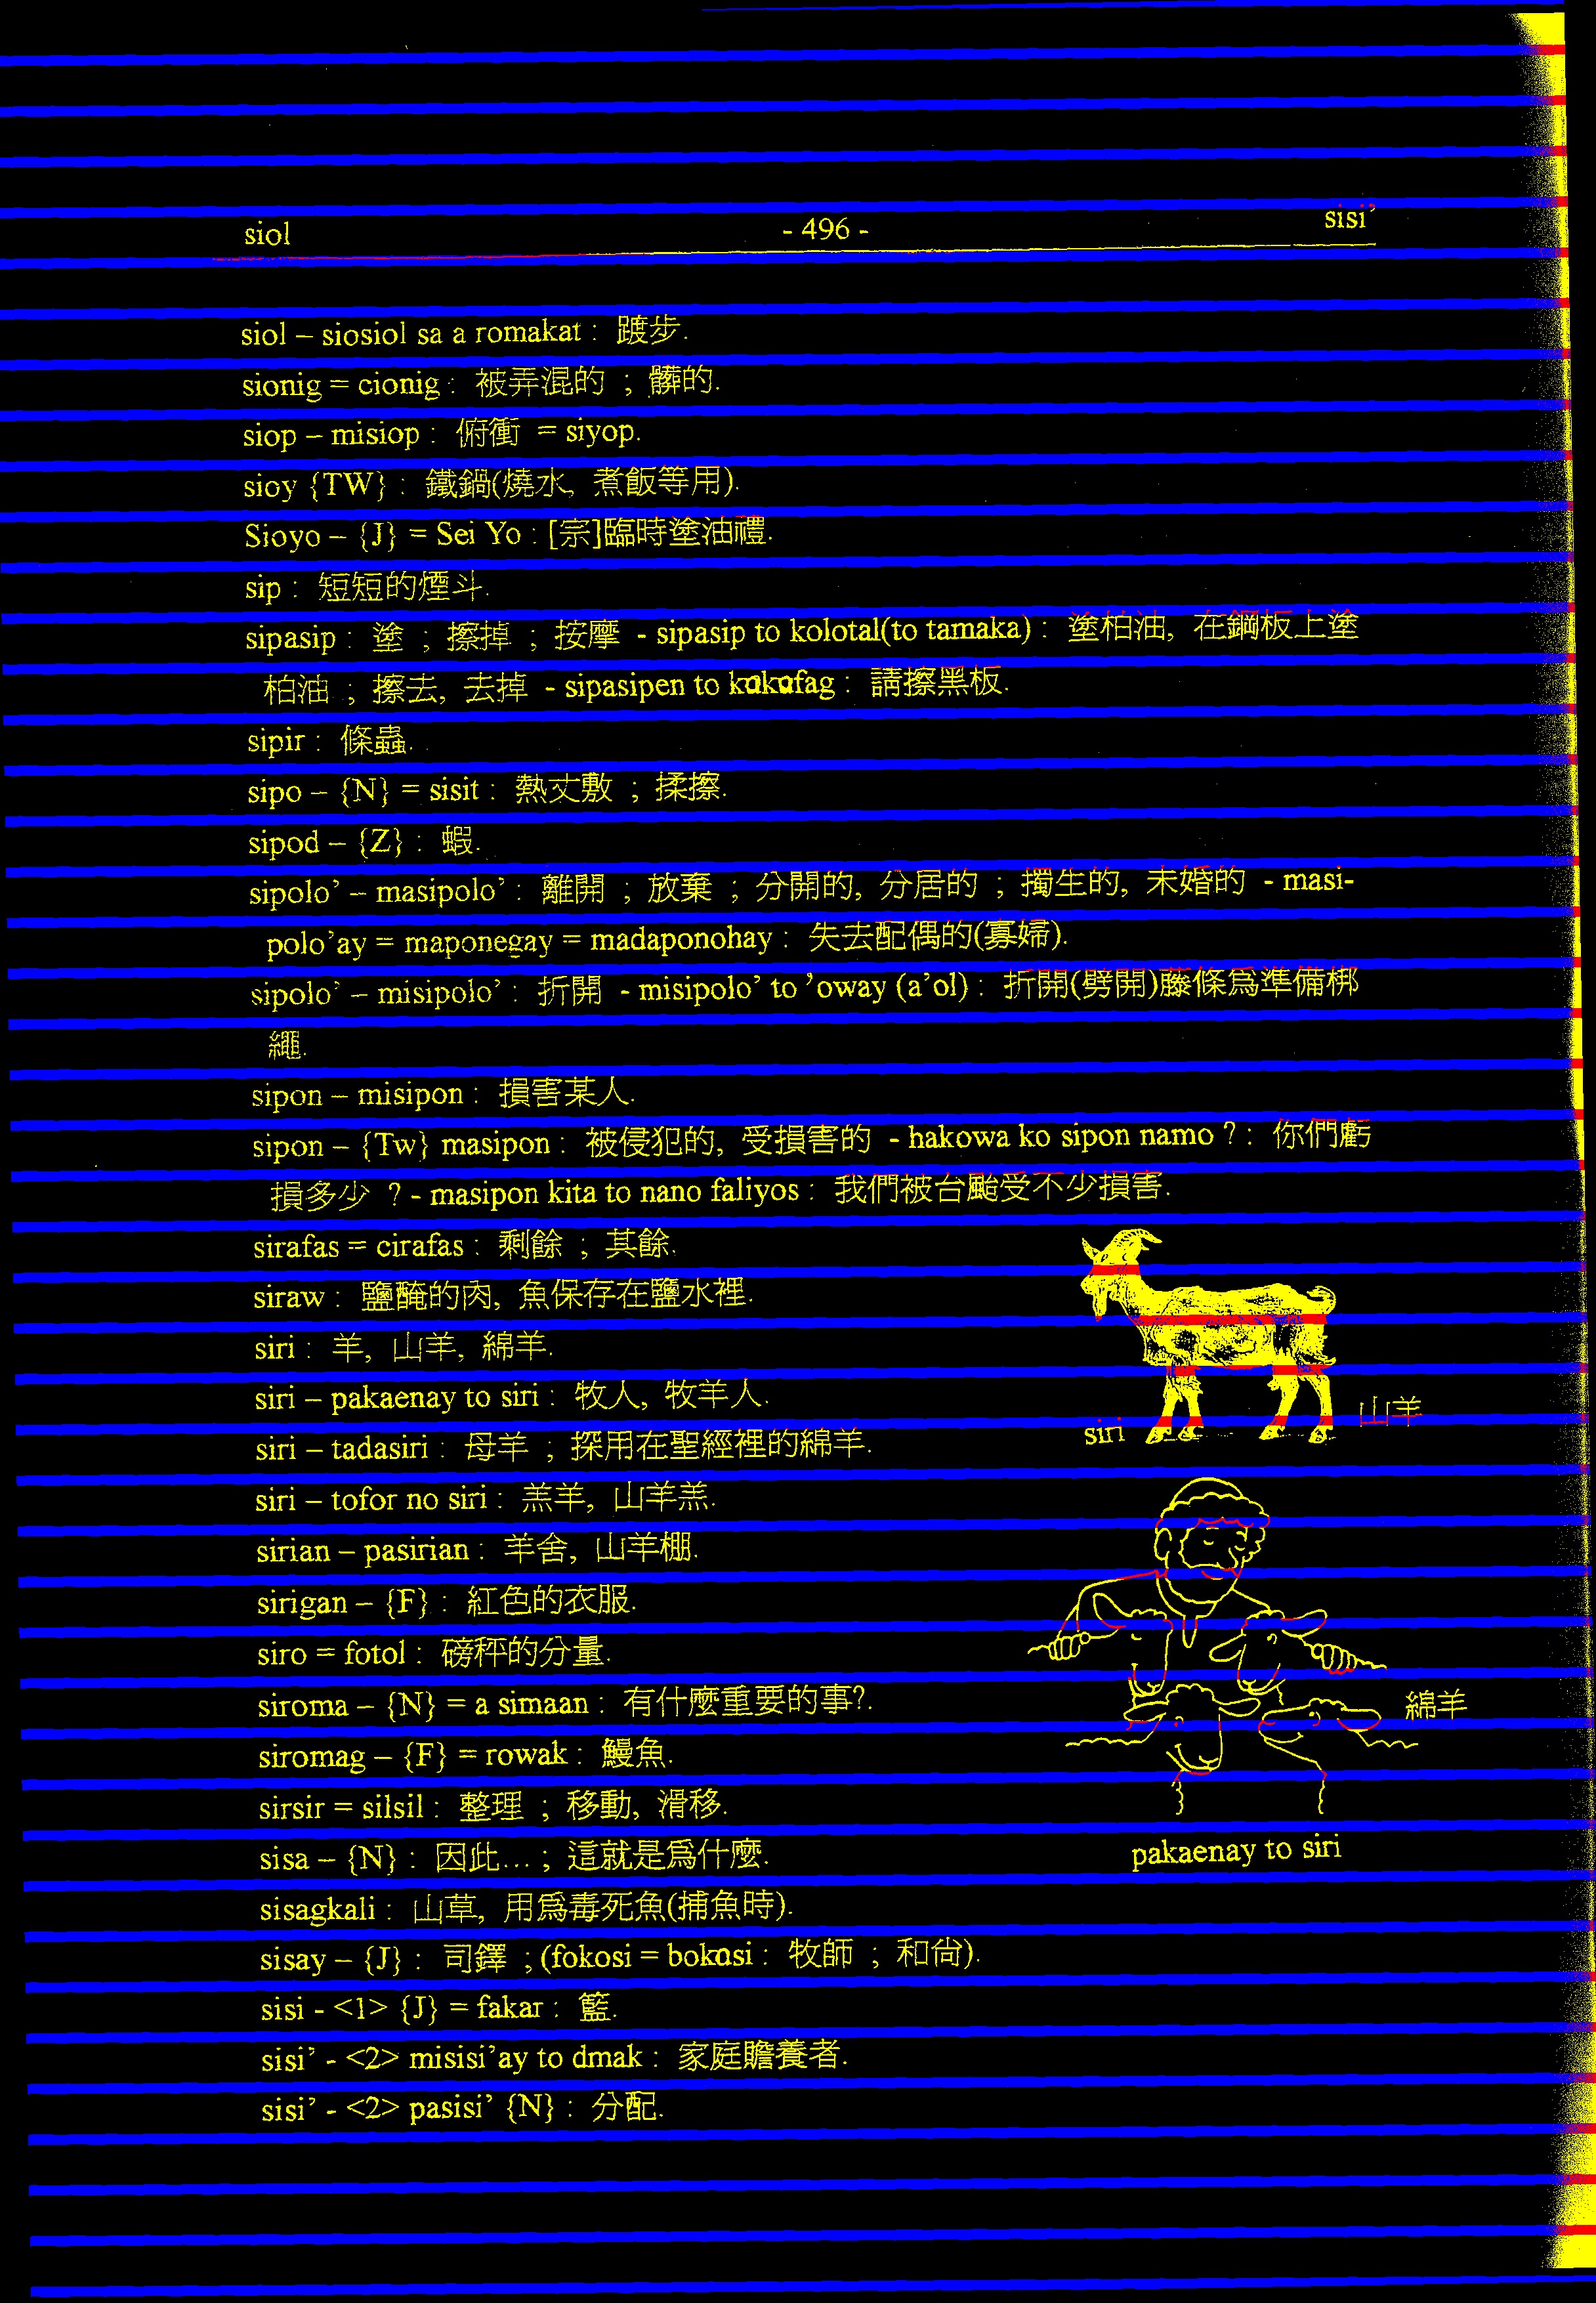 siol - 496 - sisi’
siol – siosiol sa a romakat : 踱步.
sionig = cionig : 被弄混的 ; 髒的.
siop – misiop : 俯衝 = siyop.
sioy {TW} : 鐵鍋(燒水, 煮飯等用).
Sioyo – {J} = Sei Yo : [宗]臨時塗油禮.
sip : 短短的煙斗.
sipasip : 塗 ; 擦掉 ; 按摩 - sipasip to kolotal(to tamaka) : 塗柏油, 在鋼板上塗
柏油 ; 擦去, 去掉 - sipasipen to kakafag : 請擦黑板.
sipir : 條蟲.
sipo – {N} = sisit : 熱艾敷 ; 揉擦.
sipod – {Z} : 蝦.
sipolo’ – masipolo’ : 離開 ; 放棄 ; 分開的, 分居的 ; 獨生的, 未婚的 - masi-
polo’ay = maponegay = madaponohay : 失去配偶的(寡婦).
sipolo’ – misipolo’ : 折開 - misipolo’ to ’oway (a’ol) : 折開(劈開)藤條爲準備梆
繩.
sipon – misipon : 損害某人.
sipon – {Tw} masipon : 被侵犯的, 受損害的 - hakowa ko sipon namo ? : 你們虧
損多少 ? - masipon kita to nano faliyos : 我們被台颱受不少損害.
sirafas = cirafas : 剩餘 ; 其餘.
siraw : 鹽醃的肉, 魚保存在鹽水裡.
siri : 羊, 山羊, 綿羊.
siri – pakaenay to siri : 牧人, 牧羊人.
siri 山羊
siri – tadasiri : 母羊 ; 採用在聖經裡的綿羊.
siri – tofor no siri : 羔羊, 山羊羔.
sirian – pasirian : 羊舍, 山羊棚.
sirigan – {F} : 紅色的衣服.
siro = fotol : 磅秤的分量.
siroma – {N} = a simaan : 有什麼重要的事?.
綿羊
siromag – {F} = rowak : 鰻魚.
sirsir = silsil : 整理 ; 移動, 滑移.
sisa – {N} : 因此... ; 這就是爲什麼.
pakaenay to siri
sisagkali : 山草, 用爲毒死魚(捕魚時).
sisay – {J} : 司鐸 ; (fokosi = bokasi : 牧師 ; 和尙).
sisi - <1> {J} = fakar : 籃.
sisi’ - <2> misisi’ay to dmak : 家庭贍養者.
sisi’ - <2> pasisi’ {N} : 分配.